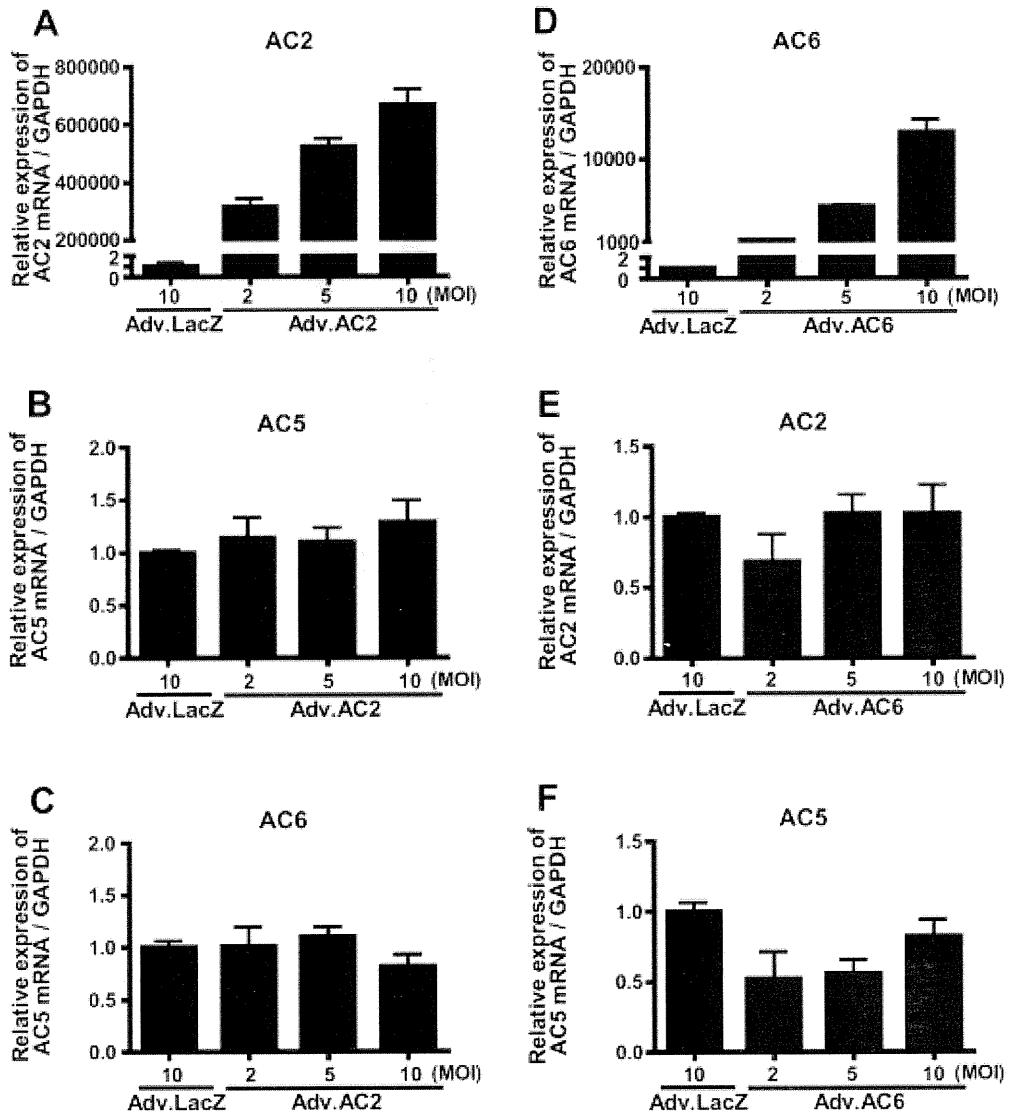 A
AC2
Relative expression of
AC2 mRNA / GAPDH
800000
600000
400000
200000
2
0
10 2 5 10 (MOI)
Adv.LacZ Adv.AC2
D
AC6
Relative expression of
AC6 mRNA / GAPDH
20000
10000
1000
2
0
10 2 5 10 (MOI)
Adv.LacZ Adv.AC6
B
AC5
Relative expression of
AC5 mRNA / GAPDH
2.0
1.5
1.0
0.5
0.0
10 2 5 10 (MOI)
Adv.LacZ Adv.AC2
E
AC2
Relative expression of
AC2 mRNA / GAPDH
1.5
1.0
0.5
0.0
10 2 5 10 (MOI)
Adv.LacZ Adv.AC6
C
AC6
Relative expression of
AC5 mRNA / GAPDH
2.0
1.5
1.0
0.5
0.0
10 2 5 10 (MOI)
Adv.LacZ Adv.AC2
F
AC5
Relative expression of
AC5 mRNA / GAPDH
1.5
1.0
0.5
0.0
10 2 5 10 (MOI)
Adv.LacZ Adv.AC6